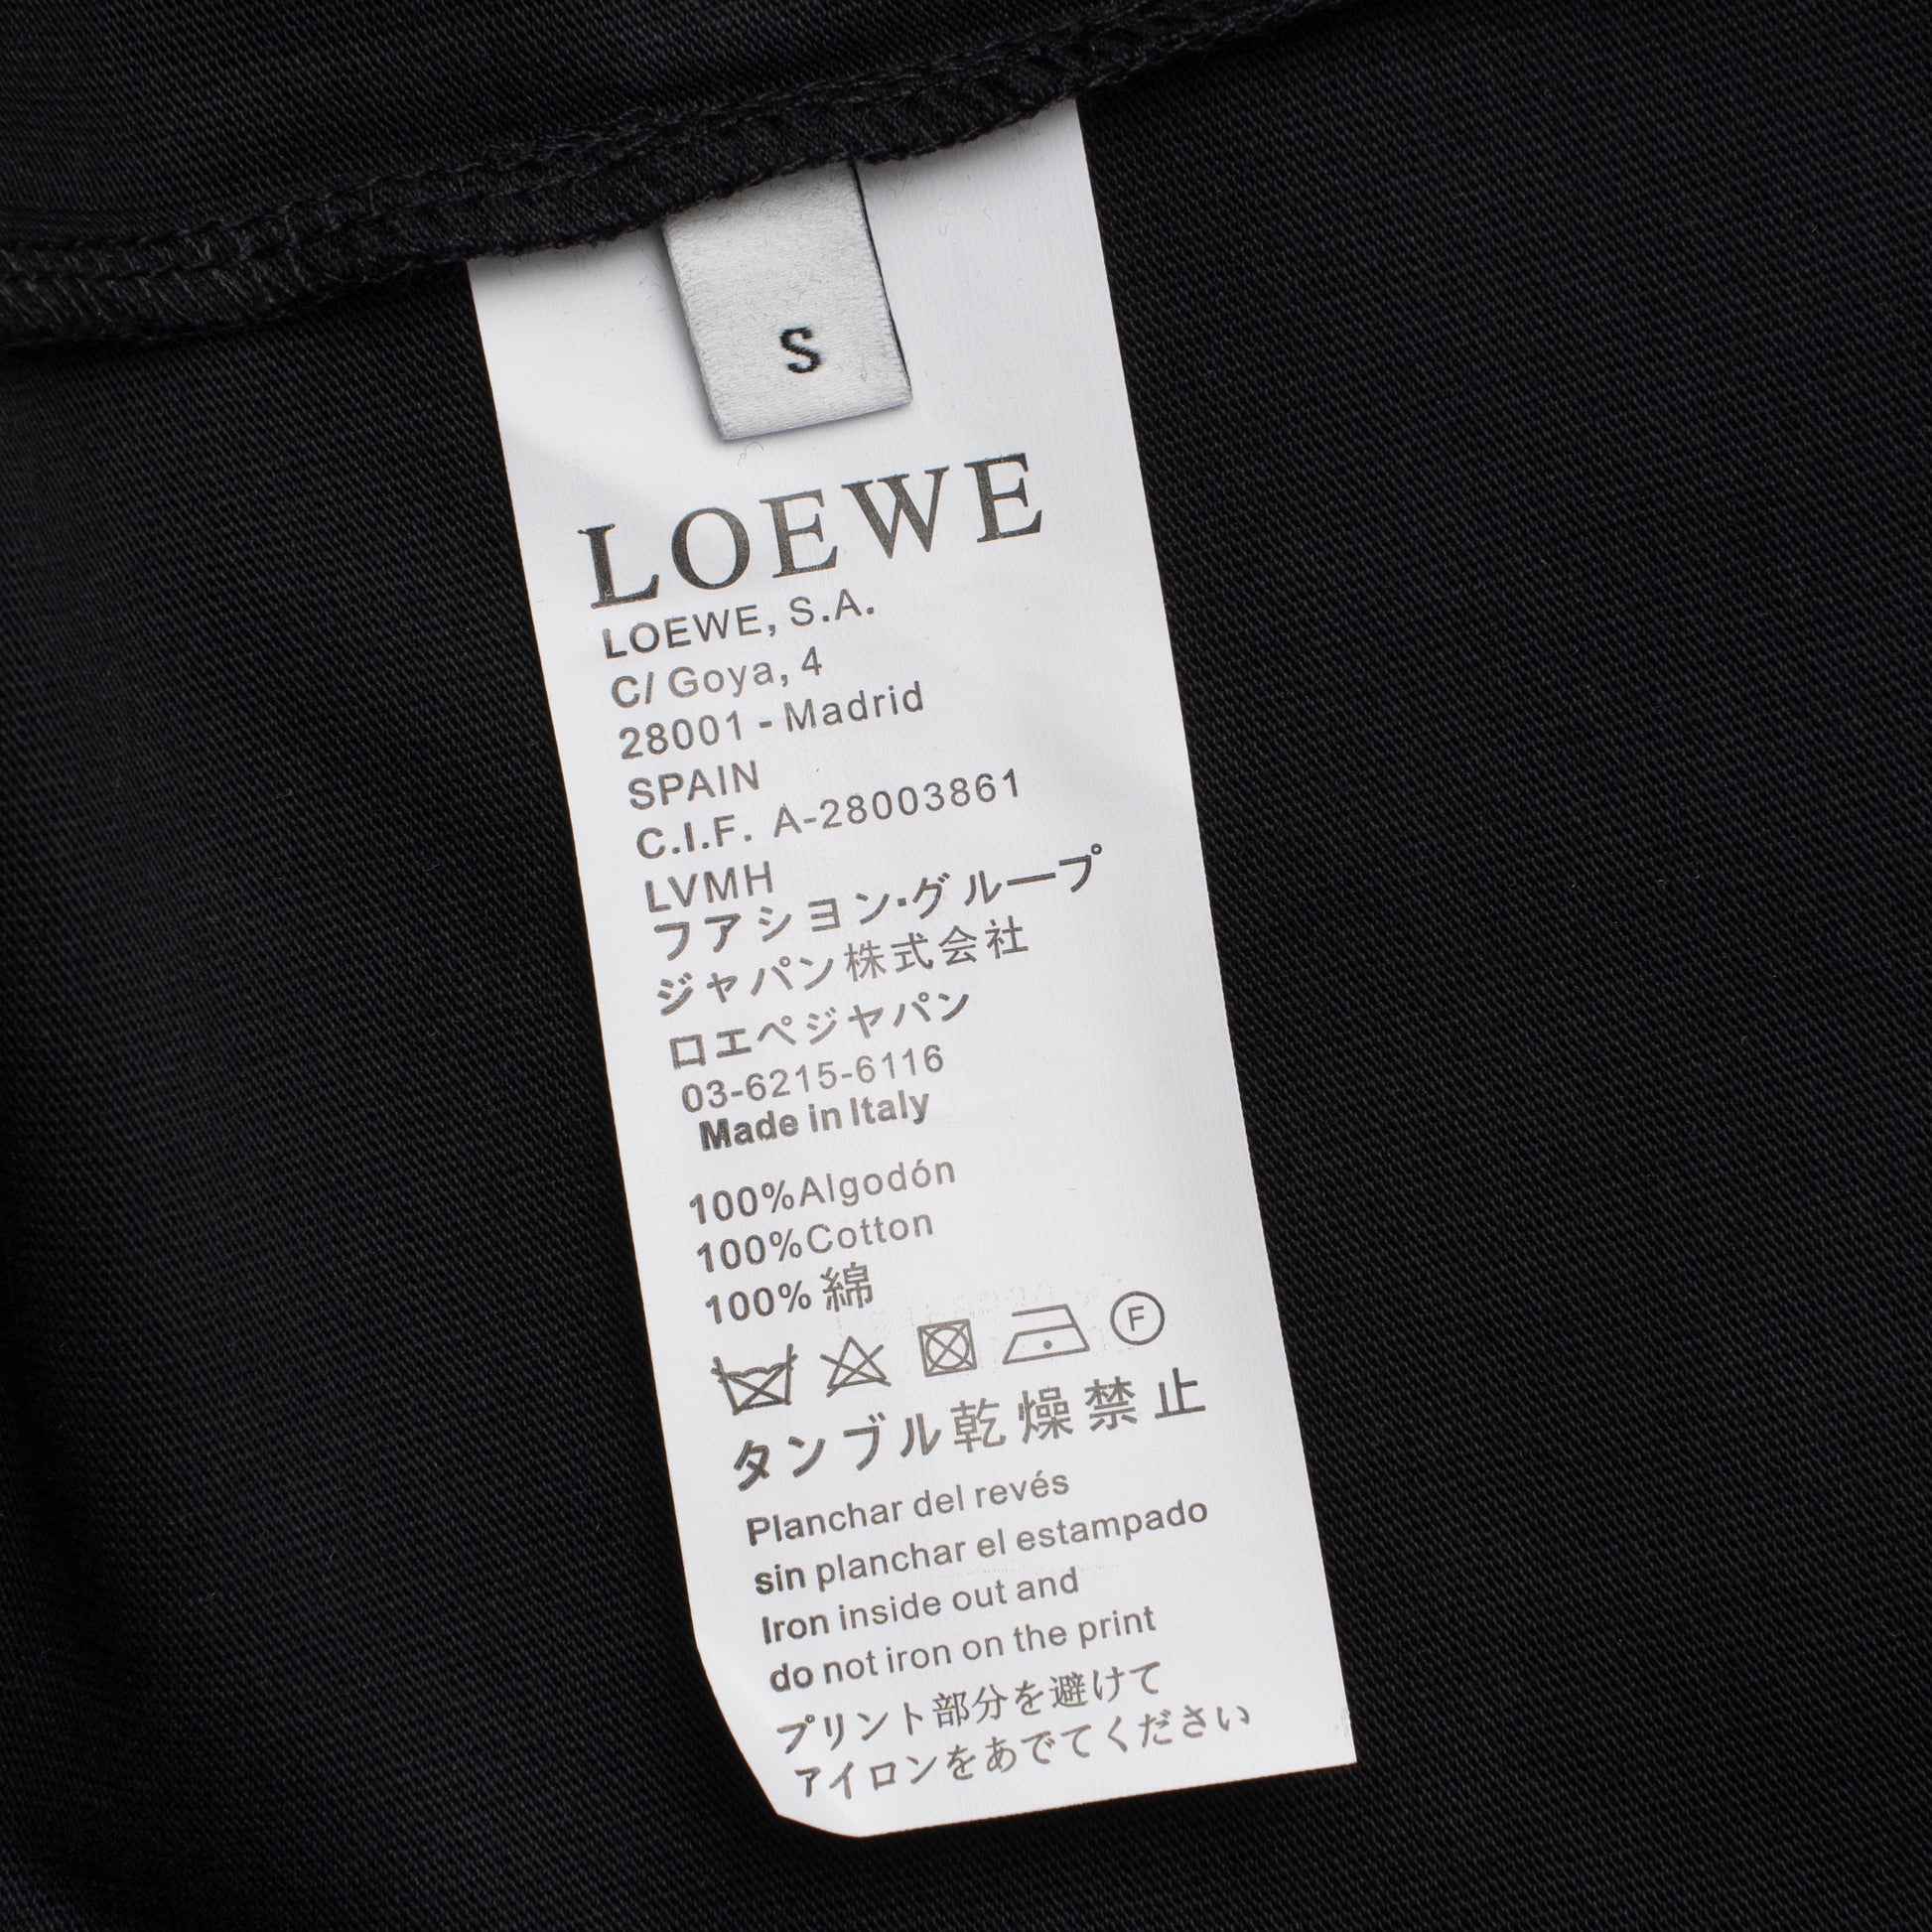 S
LOEWE
LOEWE, S.A.
C/ Goya, 4
28001 - Madrid
SPAIN
C.I.F. A-28003861
LVMH
フアシヨン·グループ
ジャパン株式会社
ロエペジヤパン
03-6215-6116
Made in Italy
100%Algodón
100%Cotton
100% 綿
F
タンブル乾燥禁止
Planchar del revés
sin planchar el estampado
Iron inside out and
do not iron on the print
プリント部分を避けて
アイロンをあでてください